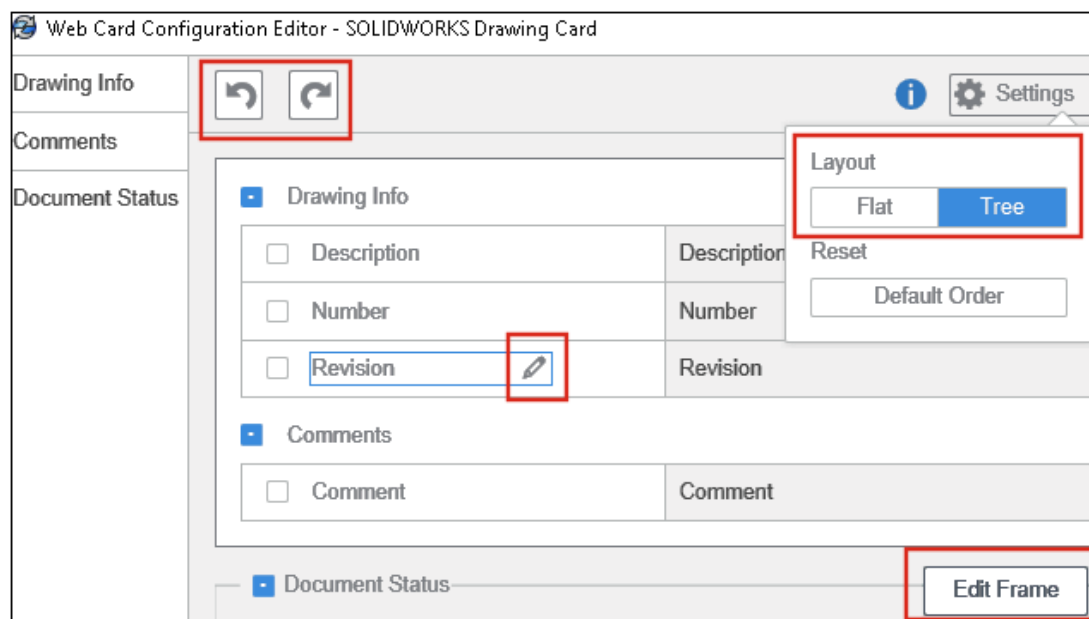 Web Card Configuration Editor - SOLIDWORKS Drawing Card
Drawing Info
Comments
Document Status
i Settings
Layout
Flat Tree
Reset
Default Order
Drawing Info
Description Description
Number Number
Revision Revision
Comments
Comment Comment
Document Status
Edit Frame